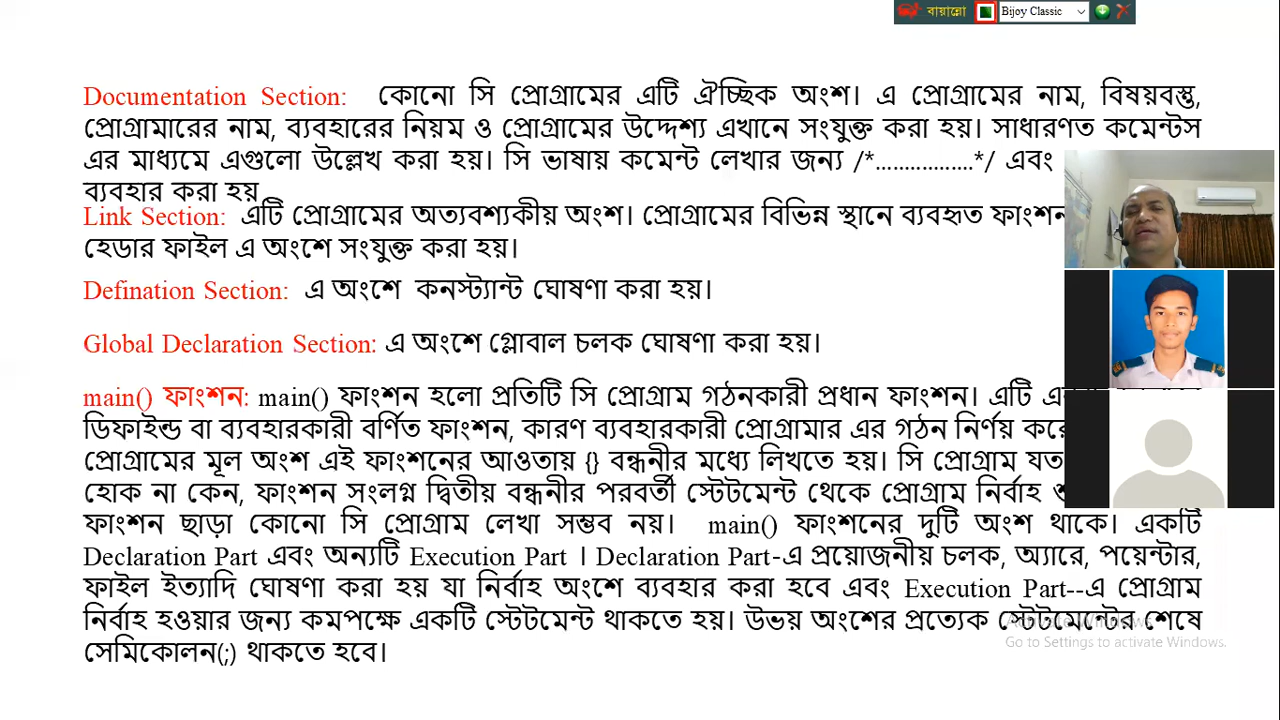 বায়ান্নো Bijoy Classic
Documentation Section: কোনো সি প্রোগ্রামের এটি ঐচ্ছিক অংশ। এ প্রোগ্রামের নাম, বিষয়বস্তু,
প্রোগ্রামারের নাম, ব্যবহারের নিয়ম ও প্রোগ্রামের উদ্দেশ্য এখানে সংযুক্ত করা হয়। সাধারণত কমেন্টস
এর মাধ্যমে এগুলো উল্লেখ করা হয়। সি ভাষায় কমেন্ট লেখার জন্য /*.................*/ এবং
ব্যবহার করা হয়
Link Section: এটি প্রোগ্রামের অত্যবশ্যকীয় অংশ। প্রোগ্রামের বিভিন্ন স্থানে ব্যবহৃত ফাংশন
হেডার ফাইল এ অংশে সংযুক্ত করা হয়।
Defination Section: এ অংশে কনস্ট্যান্ট ঘোষণা করা হয়।
Global Declaration Section: এ অংশে গ্লোবাল চলক ঘোষণা করা হয়।
main() ফাংশন: main() ফাংশন হলো প্রতিটি সি প্রোগ্রাম গঠনকারী প্রধান ফাংশন। এটি
ডিফাইন্ড বা ব্যবহারকারী বর্ণিত ফাংশন, কারণ ব্যবহারকারী প্রোগ্রামার এর গঠন নির্ণয়
প্রোগ্রামের মূল অংশ এই ফাংশনের আওতায় {} বন্ধনীর মধ্যে লিখতে হয়। সি প্রোগ্রাম যত
হোক না কেন, ফাংশন সংলগ্ন দ্বিতীয় বন্ধনীর পরবর্তী স্টেটমেন্ট থেকে প্রোগ্রাম নির্বাহ
ফাংশন ছাড়া কোনো সি প্রোগ্রাম লেখা সম্ভব নয়। main() ফাংশনের দুটি অংশ থাকে। একটি
Declaration Part এবং অন্যটি Execution Part । Declaration Part-এ প্রয়োজনীয় চলক, অ্যারে, পয়েন্টার,
ফাইল ইত্যাদি ঘোষণা করা হয় যা নির্বাহ অংশে ব্যবহার করা হবে এবং Execution Part--এ প্রোগ্রাম
নির্বাহ হওয়ার জন্য কমপক্ষে একটি স্টেটমেন্ট থাকতে হয়। উভয় অংশের প্রত্যেক স্টেটমেন্টের শেষে
সেমিকোলন(;) থাকতে হবে।
Activate Windows
Go to Settings to activate Windows.